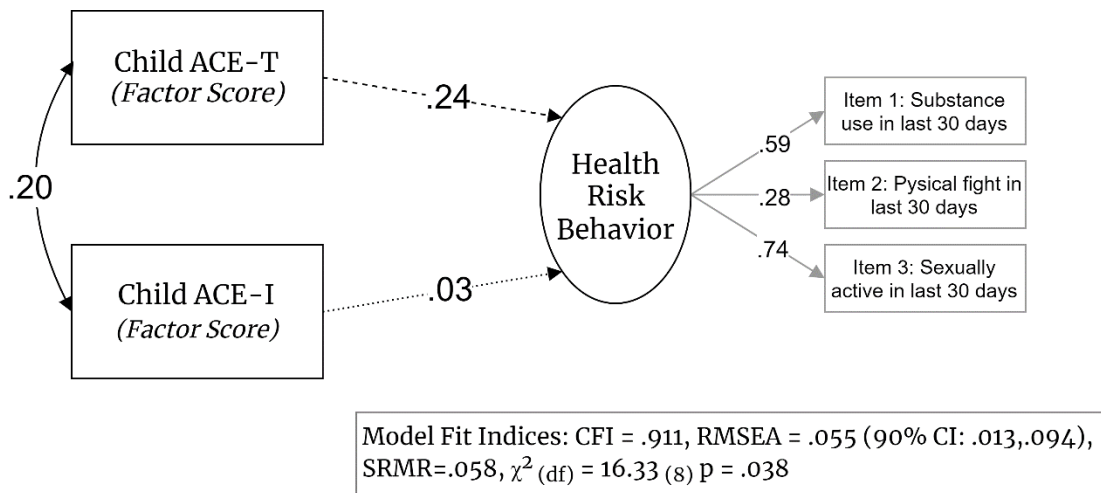 Child ACE-T
(Factor Score)
.24
.20
Child ACE-I
(Factor Score)
.03
Health
Risk
Behavior
.59
.28
.74
Item 1: Substance
use in last 30 days
Item 2: Pysical fight in
last 30 days
Item 3: Sexually
active in last 30 days
Model Fit Indices: CFI = .911, RMSEA = .055 (90% CI: .013,.094),
SRMR=.058, χ² (df) = 16.33 (8) p = .038